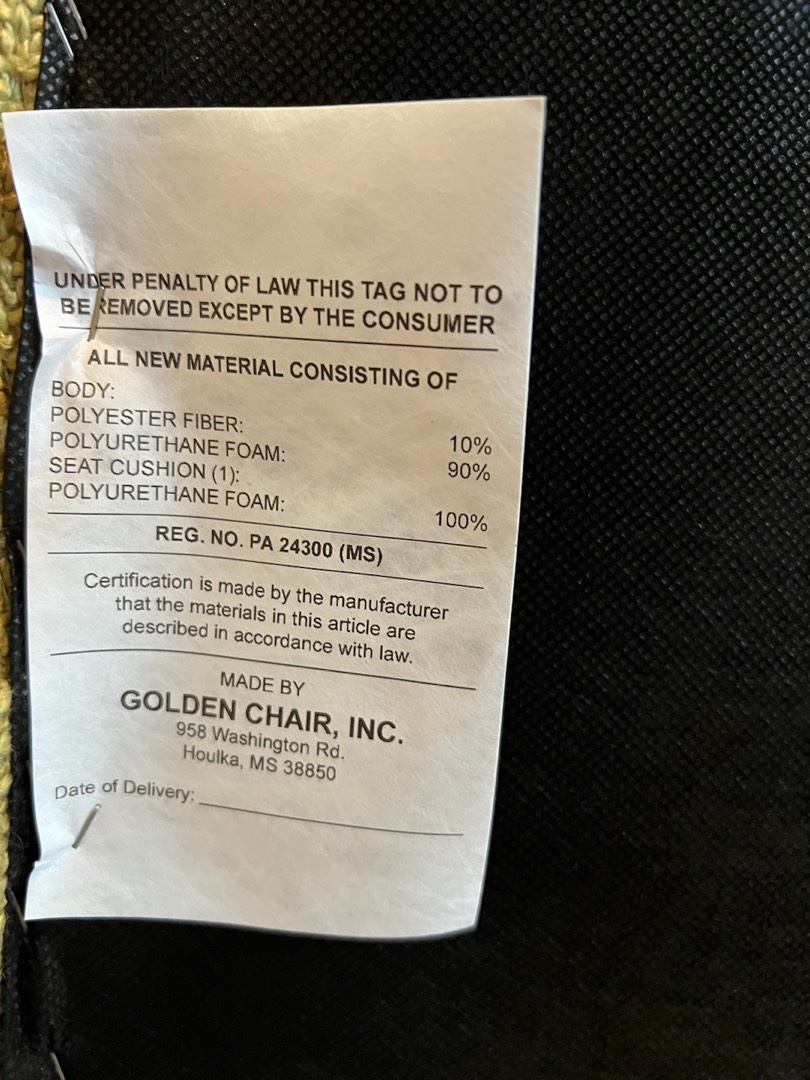 UNDER PENALTY OF LAW THIS TAG NOT TO
BE REMOVED EXCEPT BY THE CONSUMER
ALL NEW MATERIAL CONSISTING OF
BODY:
POLYESTER FIBER: 10%
POLYURETHANE FOAM: 90%
SEAT CUSHION (1):
POLYURETHANE FOAM: 100%
REG. NO. PA 24300 (MS)
Certification is made by the manufacturer
that the materials in this article are
described in accordance with law.
MADE BY
GOLDEN CHAIR, INC.
958 Washington Rd.
Houlka, MS 38850
Date of Delivery: